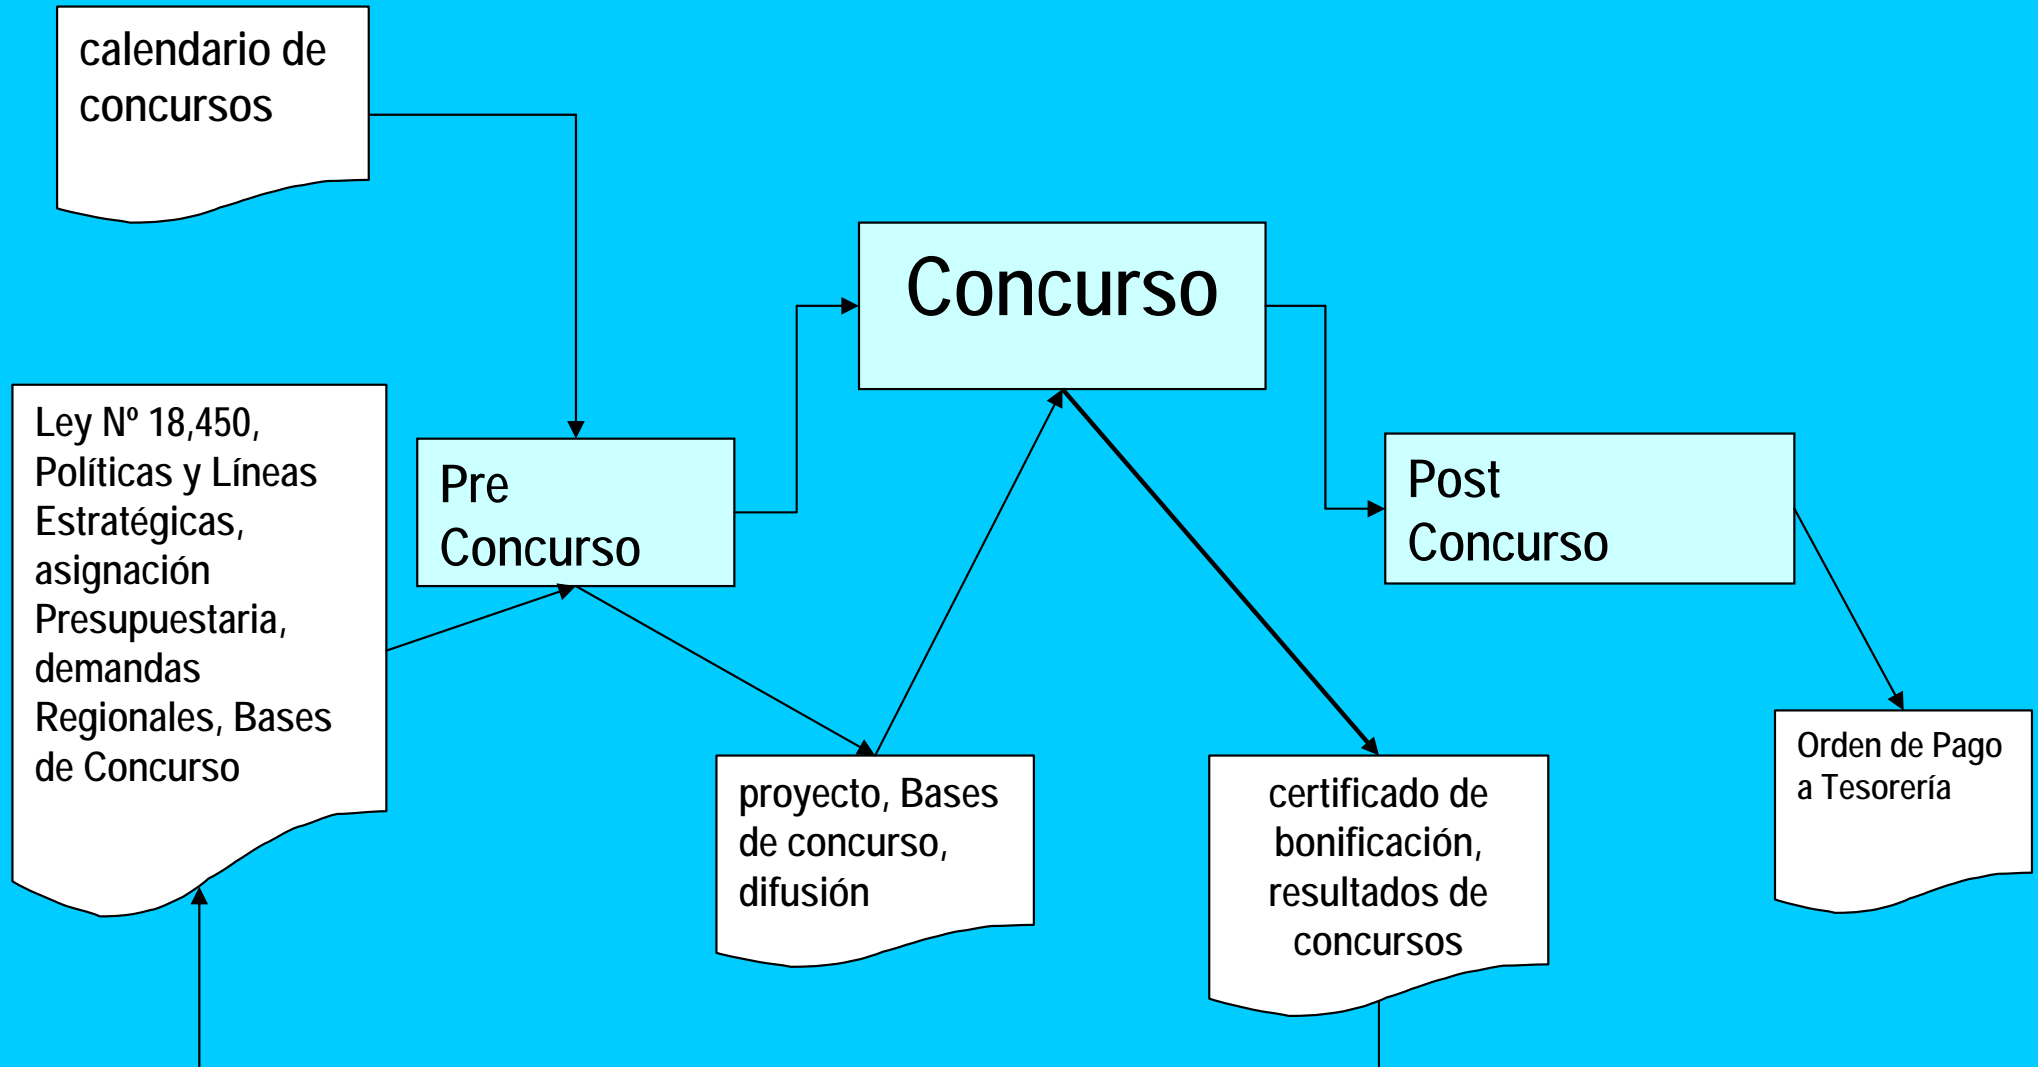 calendario de
concursos
Concurso
Ley Nº 18,450,
Políticas y Líneas
Estratégicas,
asignación
Presupuestaria,
demandas
Regionales, Bases
de Concurso
Pre
Concurso
Post
Concurso
proyecto, Bases
de concurso,
difusión
certificado de
bonificación,
resultados de
concursos
Orden de Pago
a Tesorería